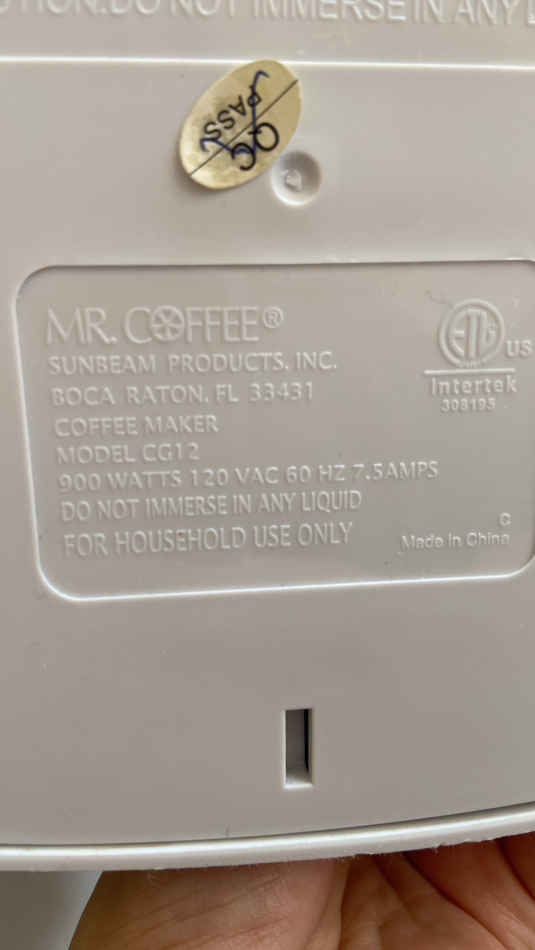 UTION.DO NOT IMMERSE IN ANY L
QC
PASS
MR. COFFEE®
SUNBEAM PRODUCTS, INC.
BOCA RATON, FL 33431
COFFEE MAKER
MODEL CG12
900 WATTS 120 VAC 60 HZ 7.5AMPS
DO NOT IMMERSE IN ANY LIQUID
FOR HOUSEHOLD USE ONLY
ETL
US
Intertek
308195
C
Made in China